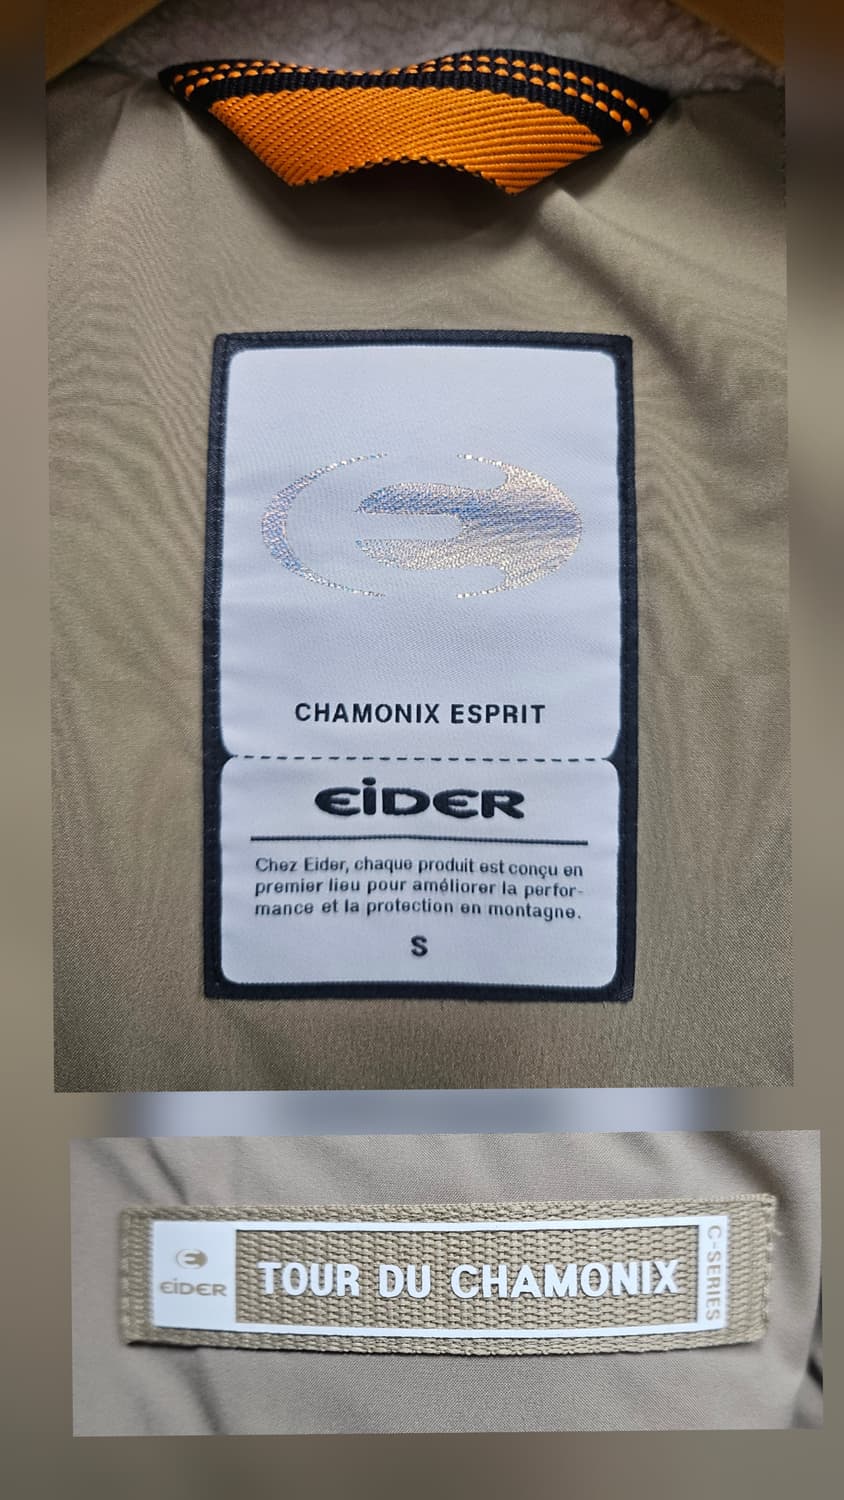 CHAMONIX ESPRIT
EiDER
Chez Eider, chaque produit est conçu en
premier lieu pour améliorer la perfor-
mance et la protection en montagne.
S
EiDER
TOUR DU CHAMONIX
C-SERIES